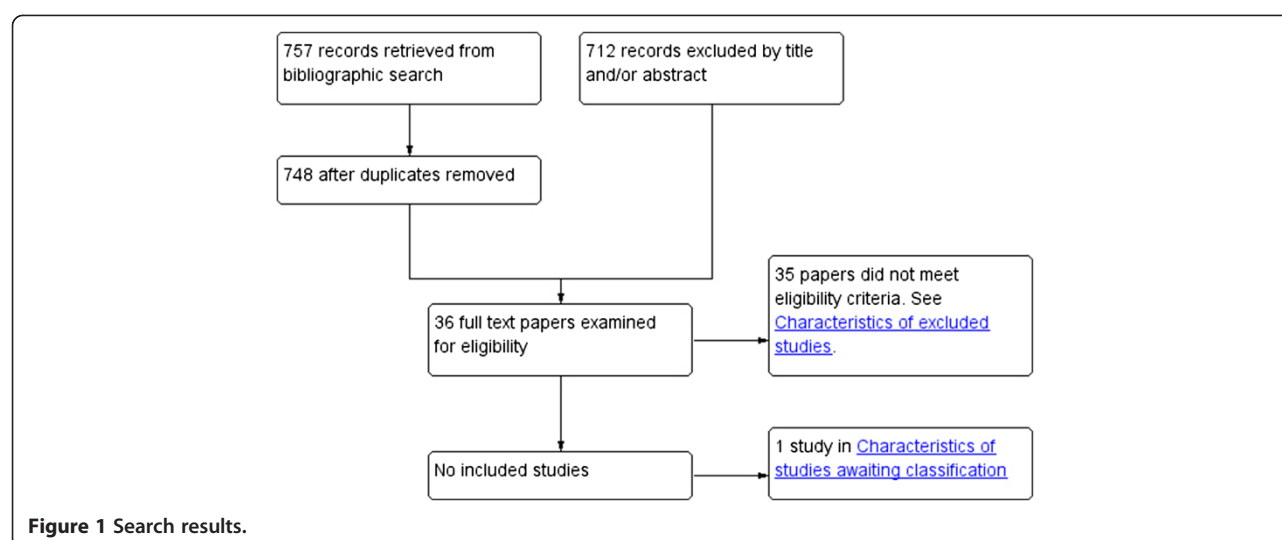 757 records retrieved from
bibliographic search
712 records excluded by title
and/or abstract
748 after duplicates removed
36 full text papers examined
for eligibility
35 papers did not meet
eligibility criteria. See
Characteristics of excluded
studies.
No included studies
1 study in Characteristics of
studies awaiting classification
Figure 1 Search results.